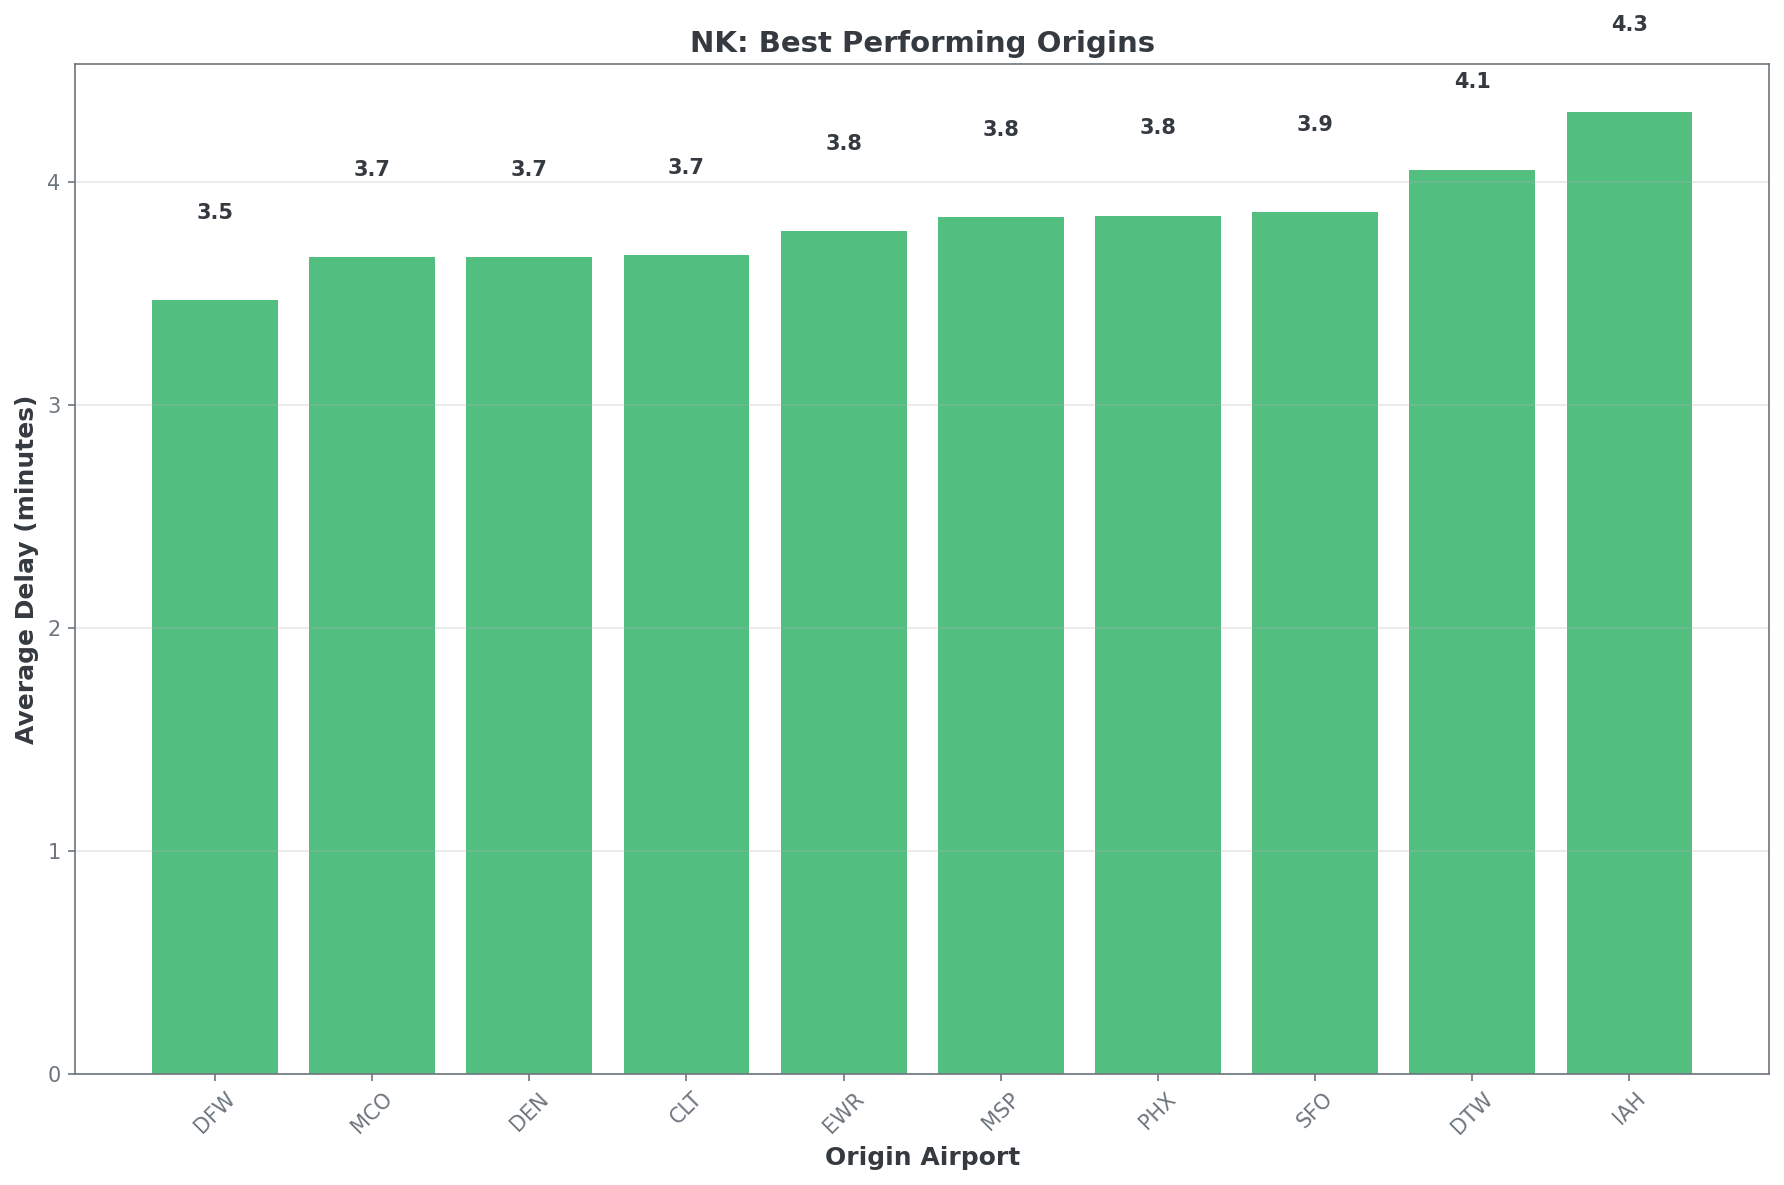 NK: Best Performing Origins
4.3
4.1
3.9
3.8
3.8
3.8
3.7
3.7
3.7
3.5
Average Delay (minutes)
4
3
2
1
0
DFW
MCO
DEN
CLT
EWR
MSP
PHX
SFO
DTW
IAH
Origin Airport